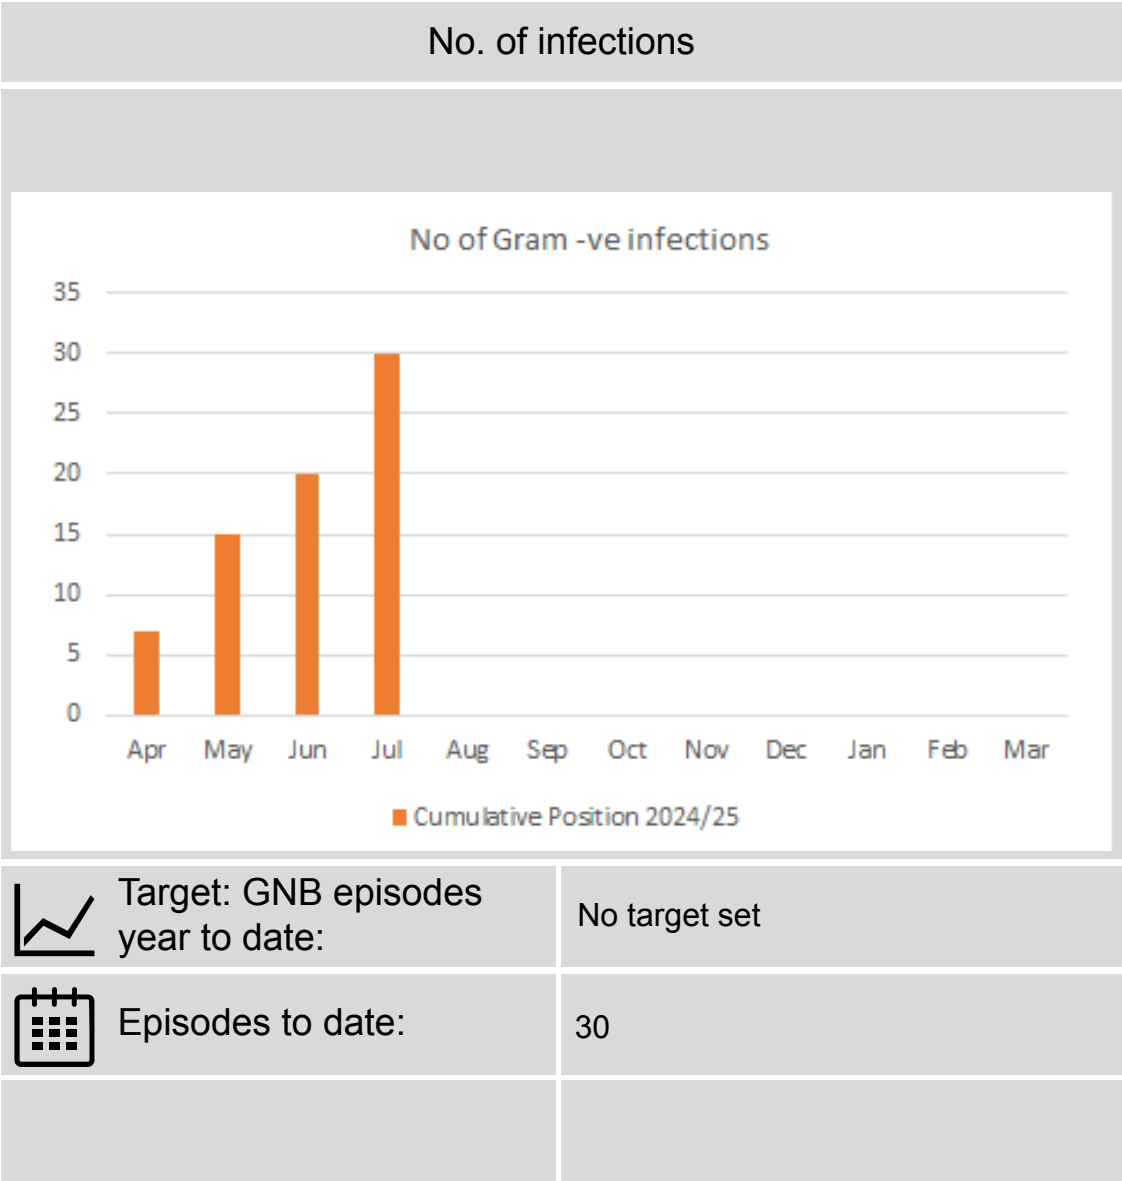 No. of infections
No of Gram -ve infections
35
30
25
20
15
10
5
0
Apr May Jun Jul Aug Sep Oct Nov Dec Jan Feb Mar
Cumulative Position 2024/25
Target: GNB episodes
year to date:
No target set
Episodes to date:
30